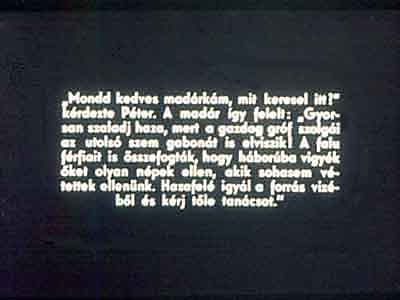 „Mondd kedves madárkám, mit keresel itt?"
kérdezte Péter. A madár így felelt: „Gyor-
san szaladj haza, mert a gazdag gróf szolgái
az utolsó szem gabonát is elviszik! A falu
férfiait is összefogták, hogy háborúba vigyék
őket olyan népek ellen, akik sohasem vé-
tettek ellenünk. Hazafelé igyál a forrás vizé-
ből és kérj tőle tanácsot."